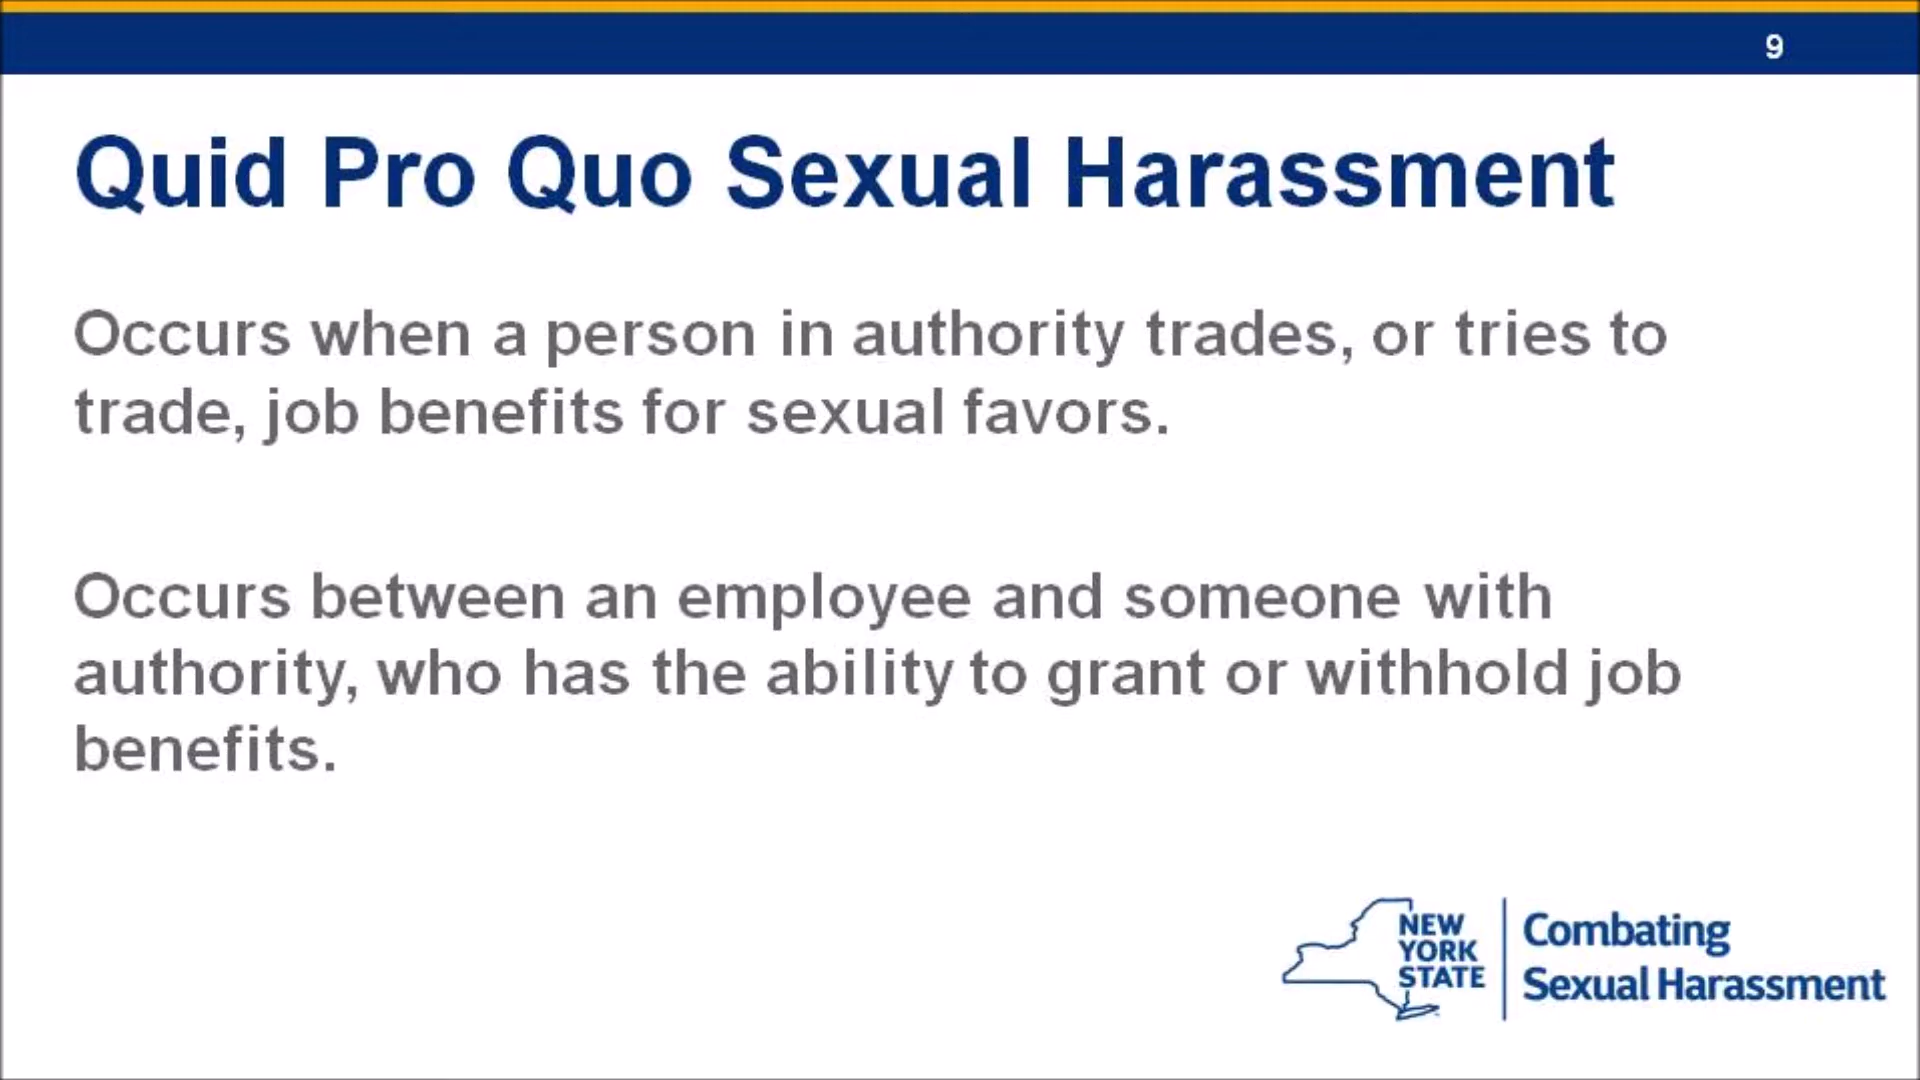 9
Quid Pro Quo Sexual Harassment
Occurs when a person in authority trades, or tries to
trade, job benefits for sexual favors.
Occurs between an employee and someone with
authority, who has the ability to grant or withhold job
benefits.
NEW
YORK
STATE
Combating
Sexual Harassment